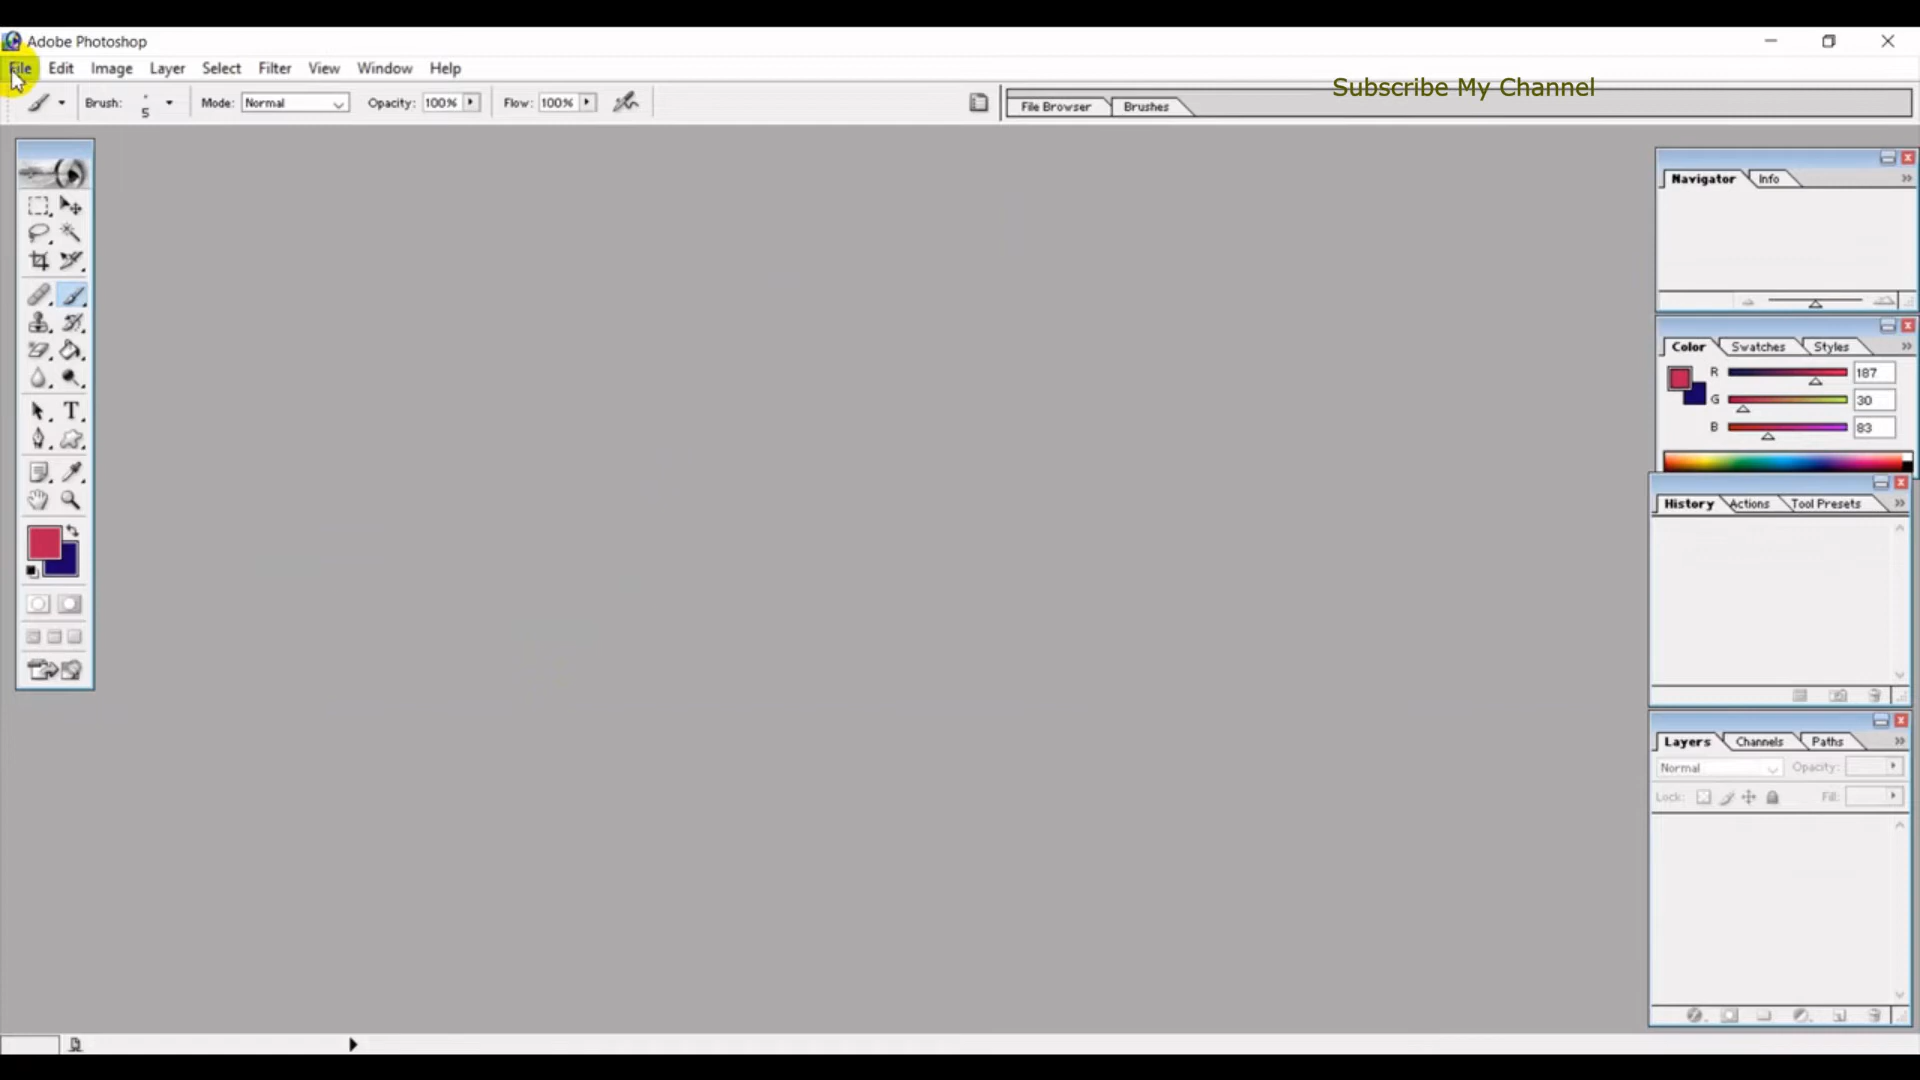 Adobe Photoshop
File Edit Image Layer Select Filter View Window Help
Subscribe My Channel
Brush: 5 Mode: Normal Opacity: 100% Flow: 100% File Browser Brushes
Navigator Info
Color Swatches Styles
R 187
G 30
B 83
History Actions Tool Presets
Layers Channels Paths
Normal Opacity:
Lock: Fill: